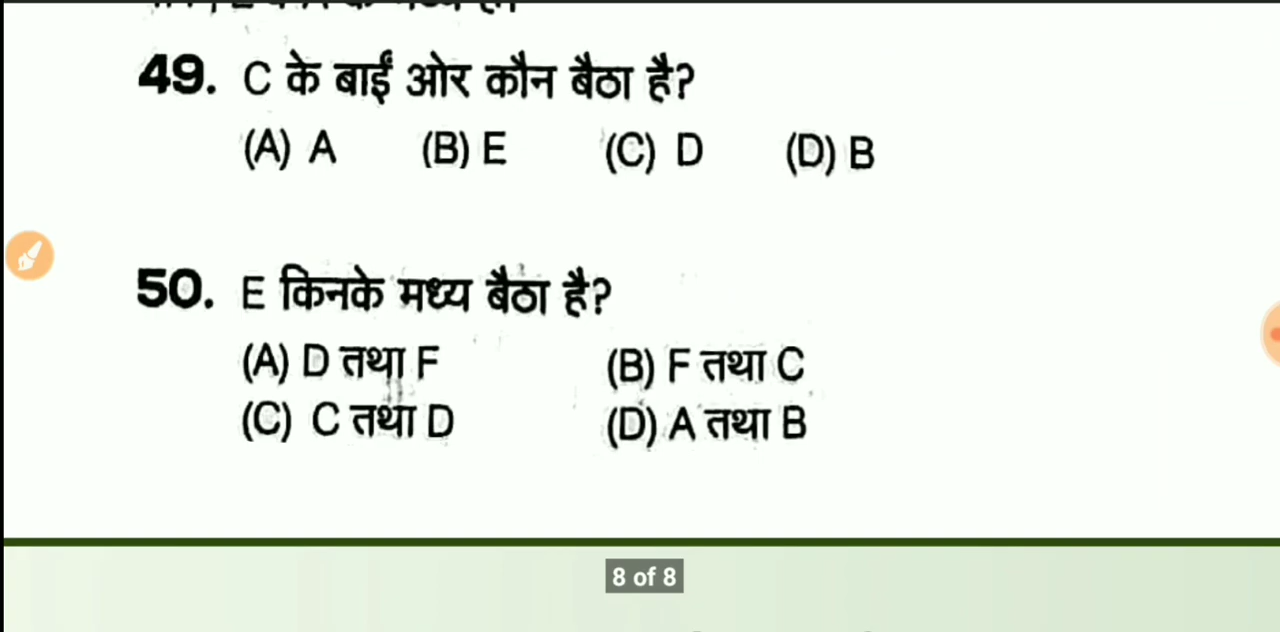 49. C के बाईं ओर कौन बैठा है?
(A) A (B) E (C) D (D) B
50. E किनके मध्य बैठा है?
(A) D तथा F (B) F तथा C
(C) C तथा D (D) A तथा B
8 of 8